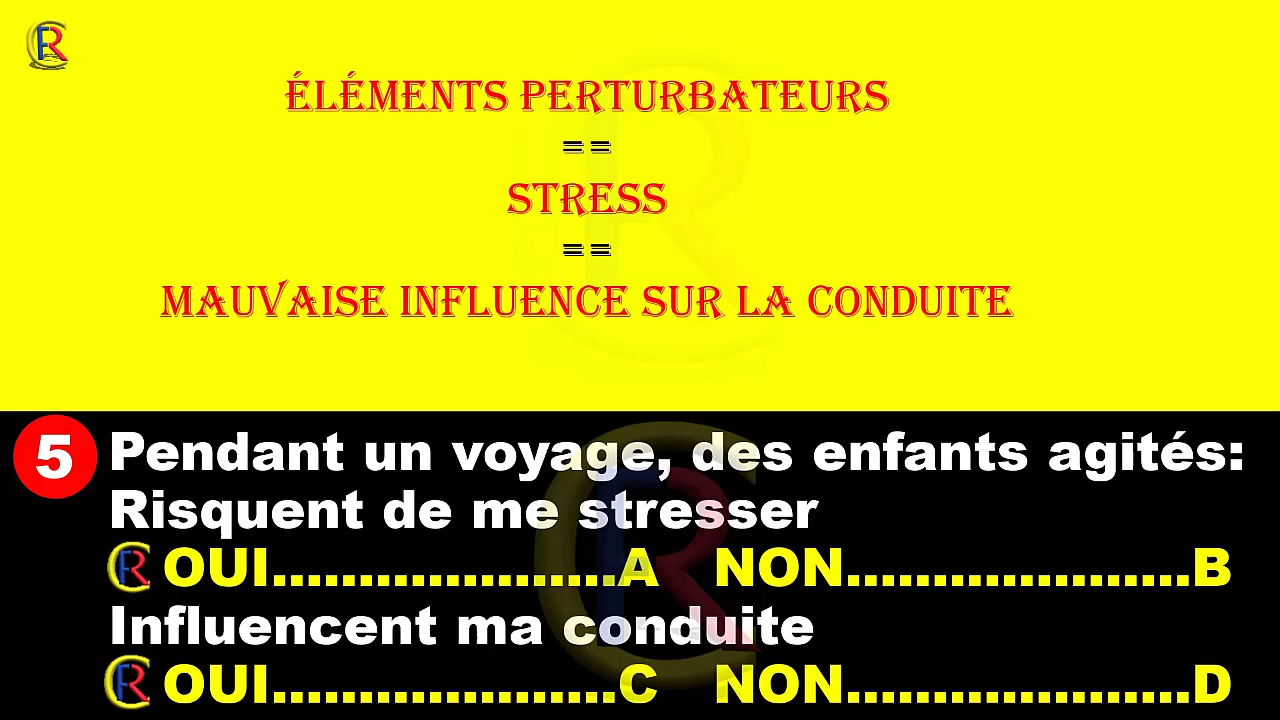 ÉLÉMENTS PERTURBATEURS
==
STRESS
==
MAUVAISE INFLUENCE SUR LA CONDUITE
5 Pendant un voyage, des enfants agités:
Risquent de me stresser
OUI.....................A NON.....................B
Influencent ma conduite
OUI.....................C NON.....................D